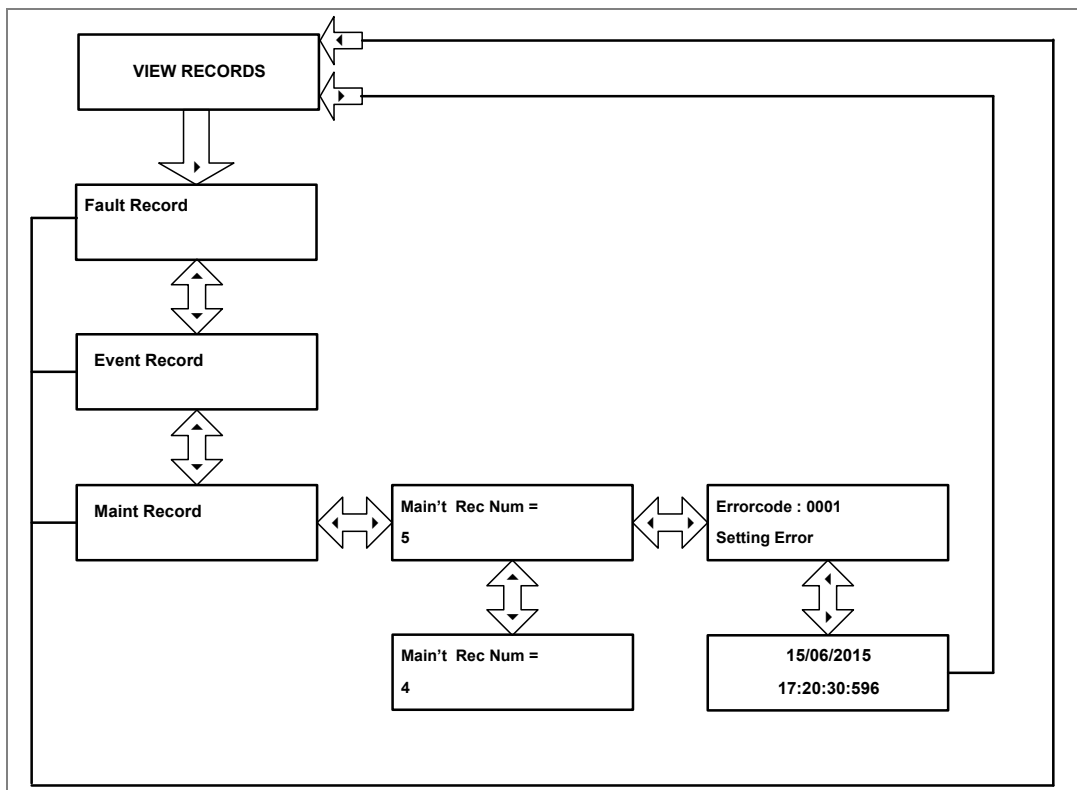 VIEW RECORDS
Fault Record
Event Record
Maint Record
Main't Rec Num =
5
Errorcode : 0001
Setting Error
Main't Rec Num =
4
15/06/2015
17:20:30:596